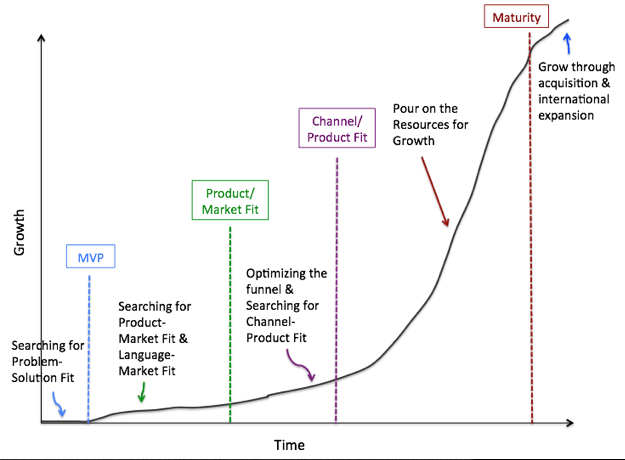 Maturity
Grow through
acquisition &
international
expansion
Pour on the
Resources for
Growth
Channel/
Product Fit
Product/
Market Fit
MVP
Optimizing the
funnel &
Searching for
Channel-
Product Fit
Searching for
Product-
Market Fit &
Language-
Market Fit
Searching for
Problem-
Solution Fit
Growth
Time